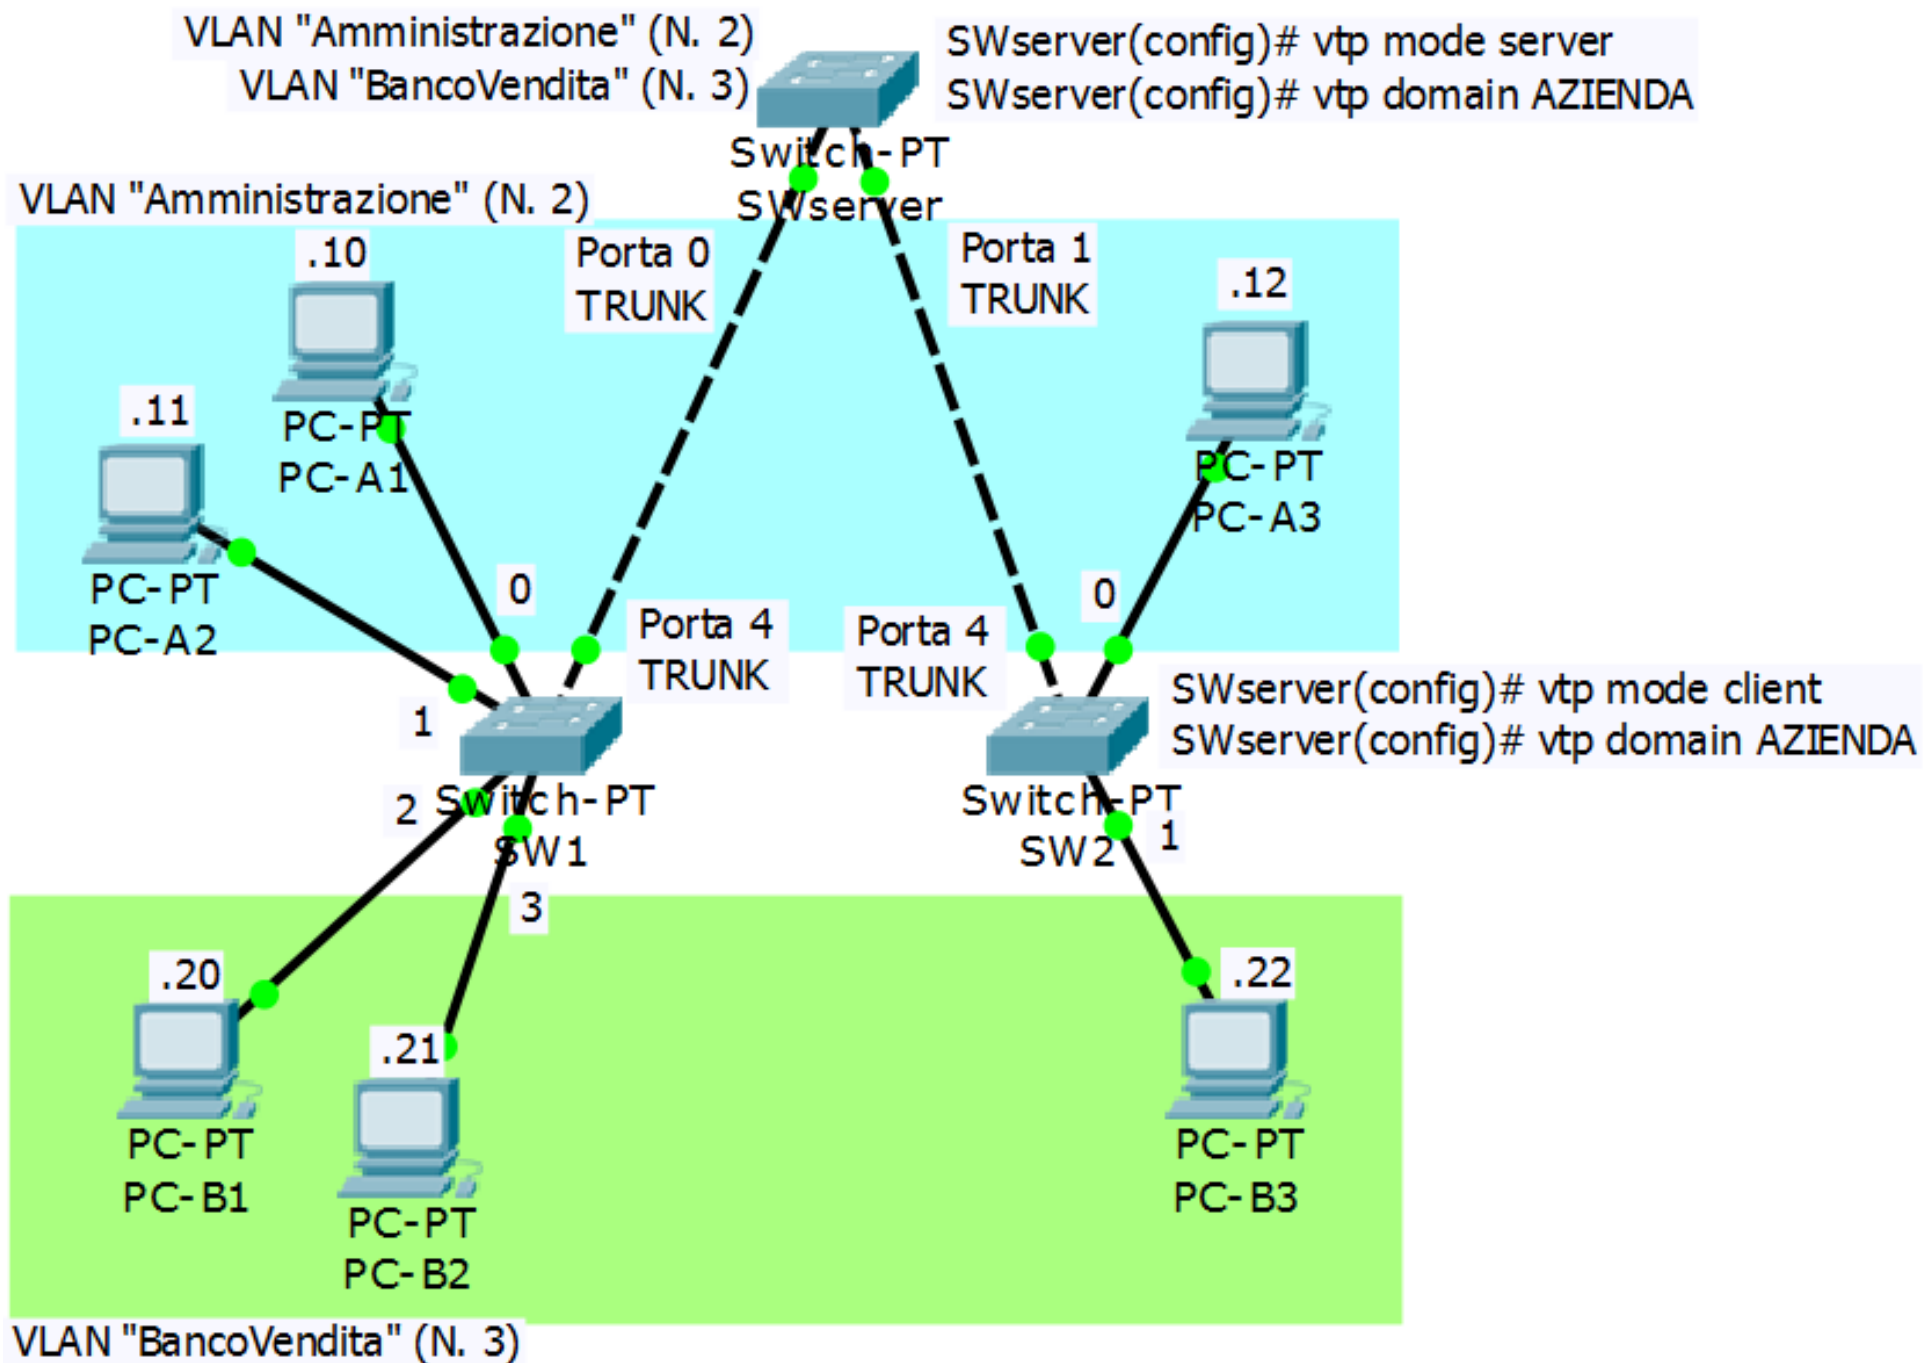 VLAN "Amministrazione" (N. 2)
VLAN "BancoVendita" (N. 3)
SWserver(config)# vtp mode server
SWserver(config)# vtp domain AZIENDA
Switch-PT
SWserver
VLAN "Amministrazione" (N. 2)
.10
PC-PT
PC-A1
.11
PC-PT
PC-A2
Porta 0
TRUNK
Porta 1
TRUNK
.12
PC-PT
PC-A3
0
1
Porta 4
TRUNK
Porta 4
TRUNK
0
SWserver(config)# vtp mode client
SWserver(config)# vtp domain AZIENDA
2
Switch-PT
SW1
3
Switch-PT
SW2
1
.20
PC-PT
PC-B1
.21
PC-PT
PC-B2
.22
PC-PT
PC-B3
VLAN "BancoVendita" (N. 3)